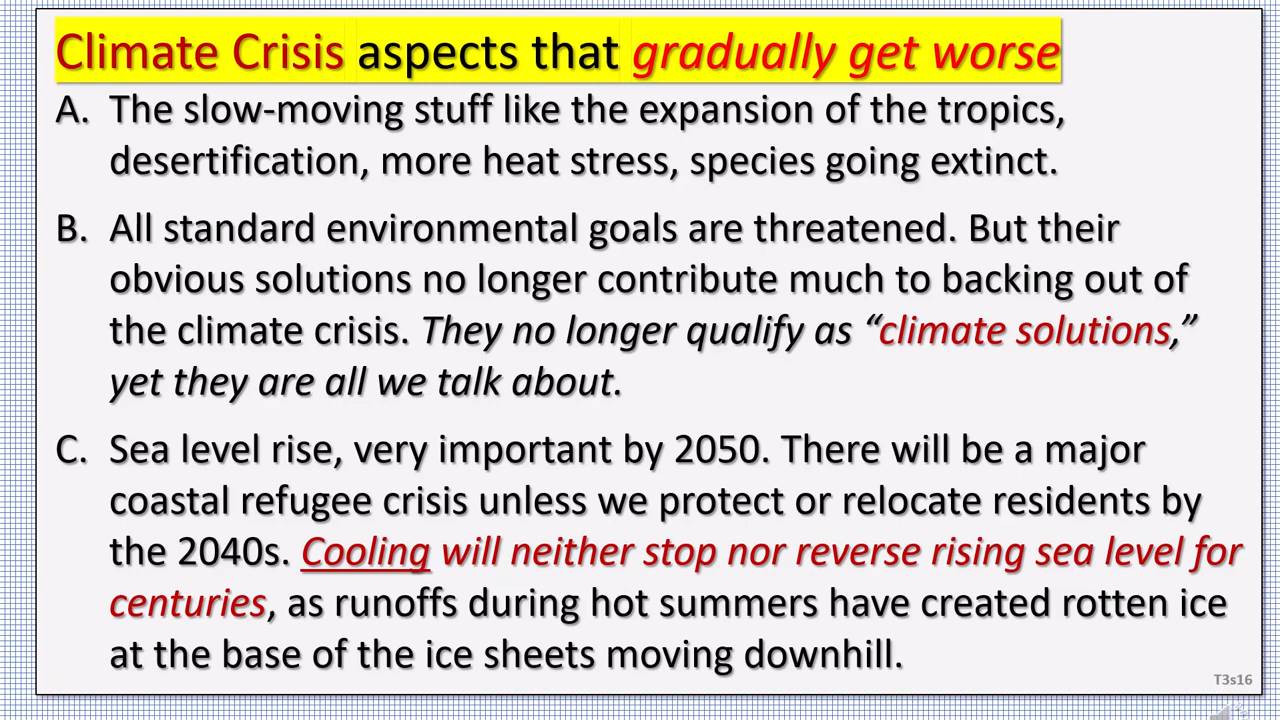 Climate Crisis aspects that gradually get worse
A. The slow-moving stuff like the expansion of the tropics,
desertification, more heat stress, species going extinct.
B. All standard environmental goals are threatened. But their
obvious solutions no longer contribute much to backing out of
the climate crisis. They no longer qualify as “climate solutions,”
yet they are all we talk about.
C. Sea level rise, very important by 2050. There will be a major
coastal refugee crisis unless we protect or relocate residents by
the 2040s. Cooling will neither stop nor reverse rising sea level for
centuries, as runoffs during hot summers have created rotten ice
at the base of the ice sheets moving downhill.
T3s16